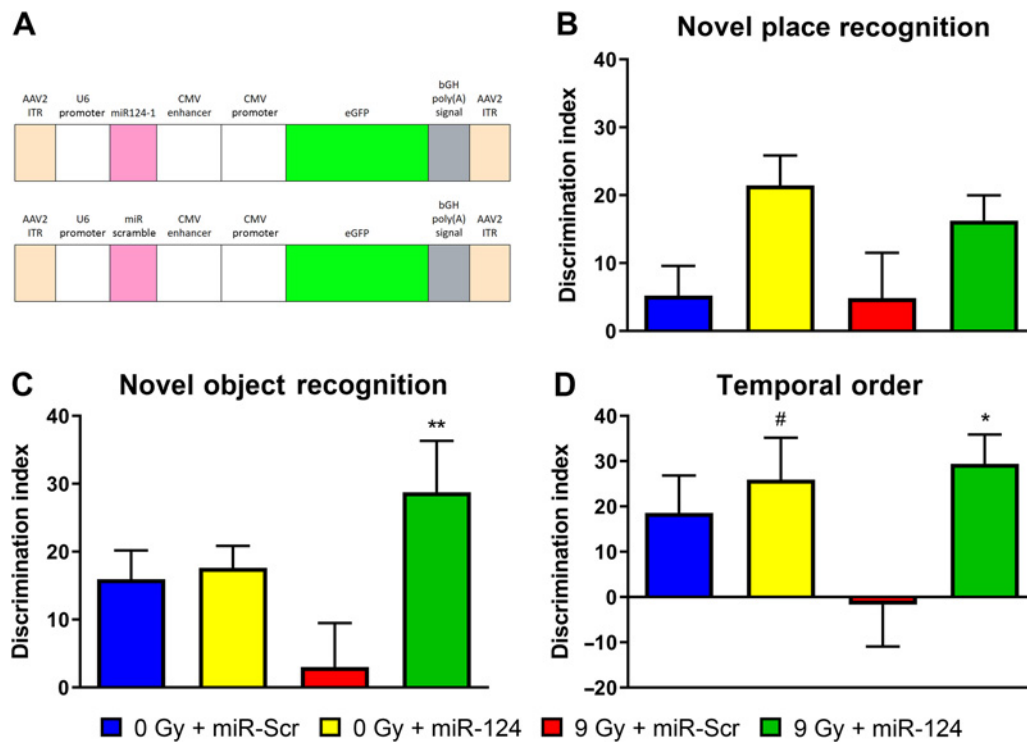 A
AAV2 ITR
U6 promoter
miR124-1
CMV enhancer
CMV promoter
eGFP
bGH poly(A) signal
AAV2 ITR
AAV2 ITR
U6 promoter
miR scramble
CMV enhancer
CMV promoter
eGFP
bGH poly(A) signal
AAV2 ITR
B
Novel place recognition
Discrimination index
40
30
20
10
0
C
Novel object recognition
Discrimination index
40
30
20
10
0
**
D
Temporal order
Discrimination index
40
30
20
10
0
–10
–20
#
*
0 Gy + miR-Scr
0 Gy + miR-124
9 Gy + miR-Scr
9 Gy + miR-124